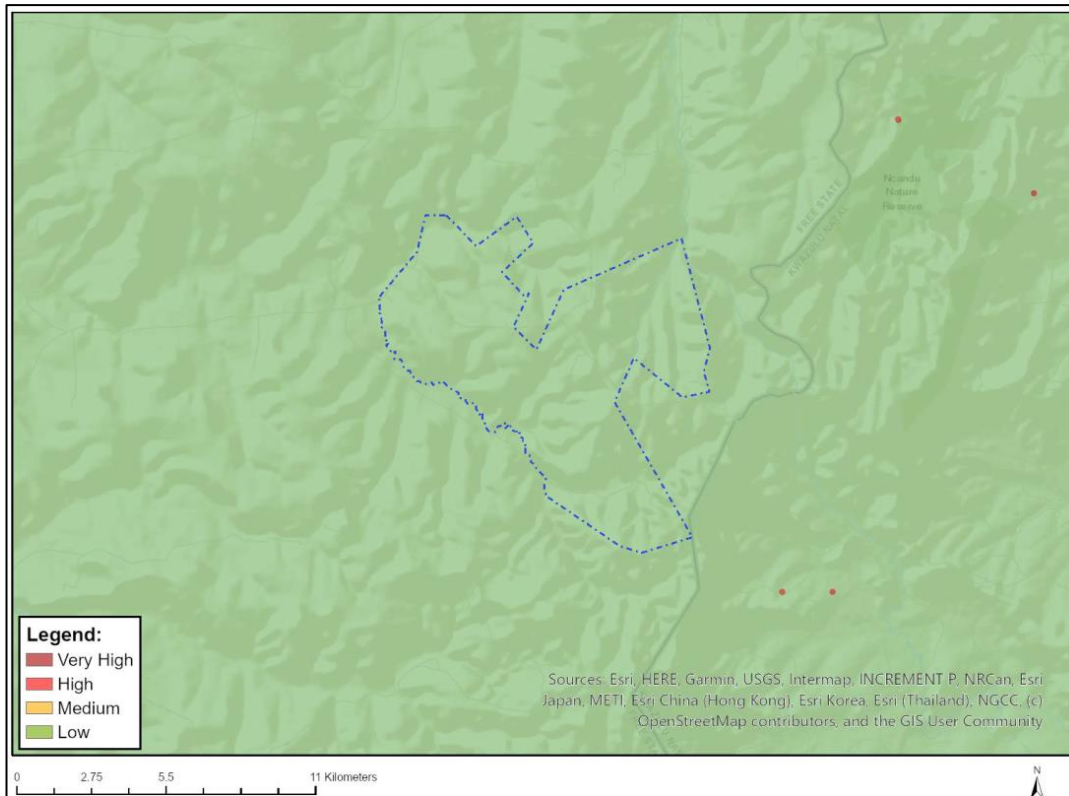 Ncandu
Nature
Reserve
FREE STATE
KWAZULU-NATAL
Legend:
Very High
High
Medium
Low
Sources: Esri, HERE, Garmin, USGS, Intermap, INCREMENT P, NRCan, Esri
Japan, METI, Esri China (Hong Kong), Esri Korea, Esri (Thailand), NGCC, (c)
OpenStreetMap contributors, and the GIS User Community
0 2.75 5.5 11 Kilometers
N